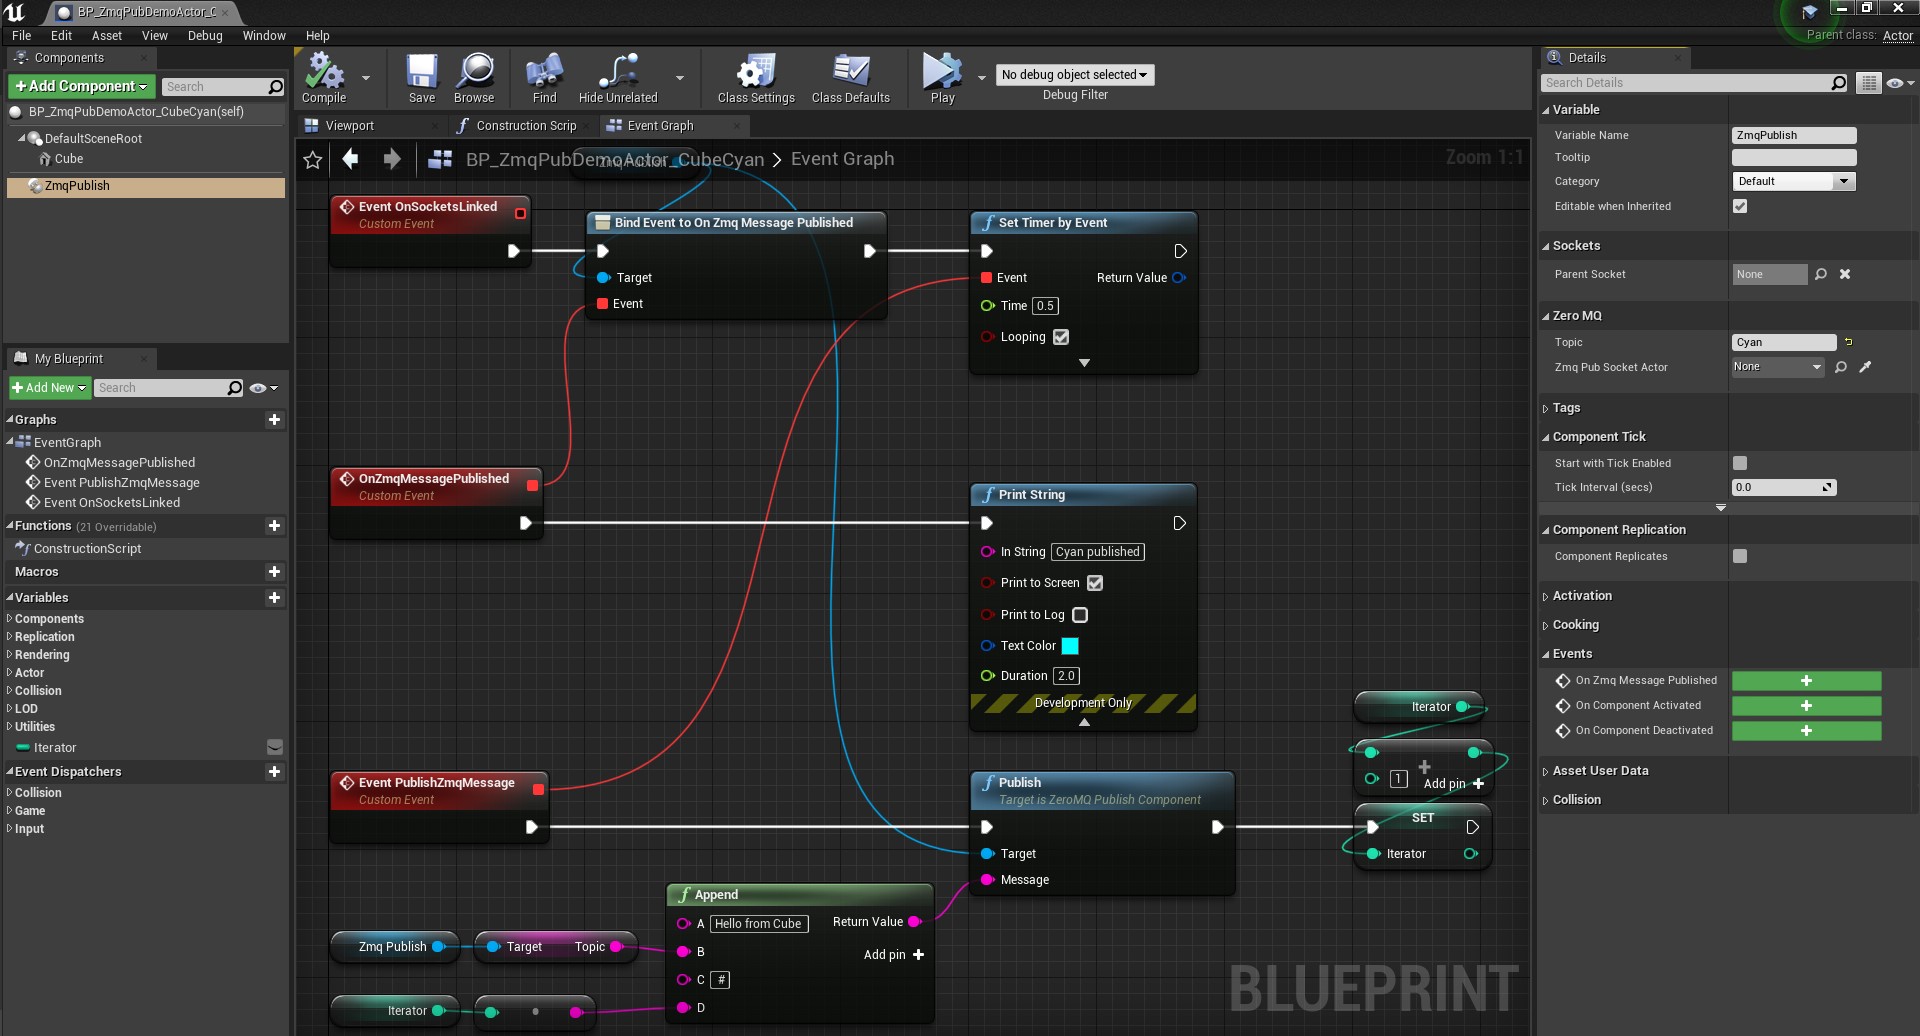 BP_ZmqPubDemoActor_C
File Edit Asset View Debug Window Help
Parent class: Actor
Components
+Add Component
Search
BP_ZmqPubDemoActor_CubeCyan(self)
DefaultSceneRoot
Cube
ZmqPublish
My Blueprint
+Add New
Search
Graphs
EventGraph
OnZmqMessagePublished
Event PublishZmqMessage
Event OnSocketsLinked
Functions (21 Overridable)
ConstructionScript
Macros
Variables
Components
Replication
Rendering
Actor
Collision
LOD
Utilities
Iterator
Event Dispatchers
Collision
Game
Input
Compile
Save
Browse
Find
Hide Unrelated
Class Settings
Class Defaults
Play
No debug object selected
Debug Filter
Viewport
Construction Scrip
Event Graph
BP_ZmqPubDemoActor_CubeCyan > Event Graph
Zoom 1:1
Event OnSocketsLinked
Custom Event
Bind Event to On Zmq Message Published
Target
Event
Set Timer by Event
Event
Return Value
Time 0.5
Looping
OnZmqMessagePublished
Custom Event
Print String
In String Cyan published
Print to Screen
Print to Log
Text Color
Duration 2.0
Development Only
Event PublishZmqMessage
Custom Event
Publish
Target is ZeroMQ Publish Component
Target
Message
Iterator
1
Add pin +
SET
Iterator
Append
A Hello from Cube
Return Value
B
Add pin +
C #
D
Zmq Publish
Target Topic
Iterator
BLUEPRINT
Details
Search Details
Variable
Variable Name ZmqPublish
Tooltip
Category Default
Editable when Inherited
Sockets
Parent Socket None
Zero MQ
Topic Cyan
Zmq Pub Socket Actor None
Tags
Component Tick
Start with Tick Enabled
Tick Interval (secs) 0.0
Component Replication
Component Replicates
Activation
Cooking
Events
On Zmq Message Published
On Component Activated
On Component Deactivated
Asset User Data
Collision